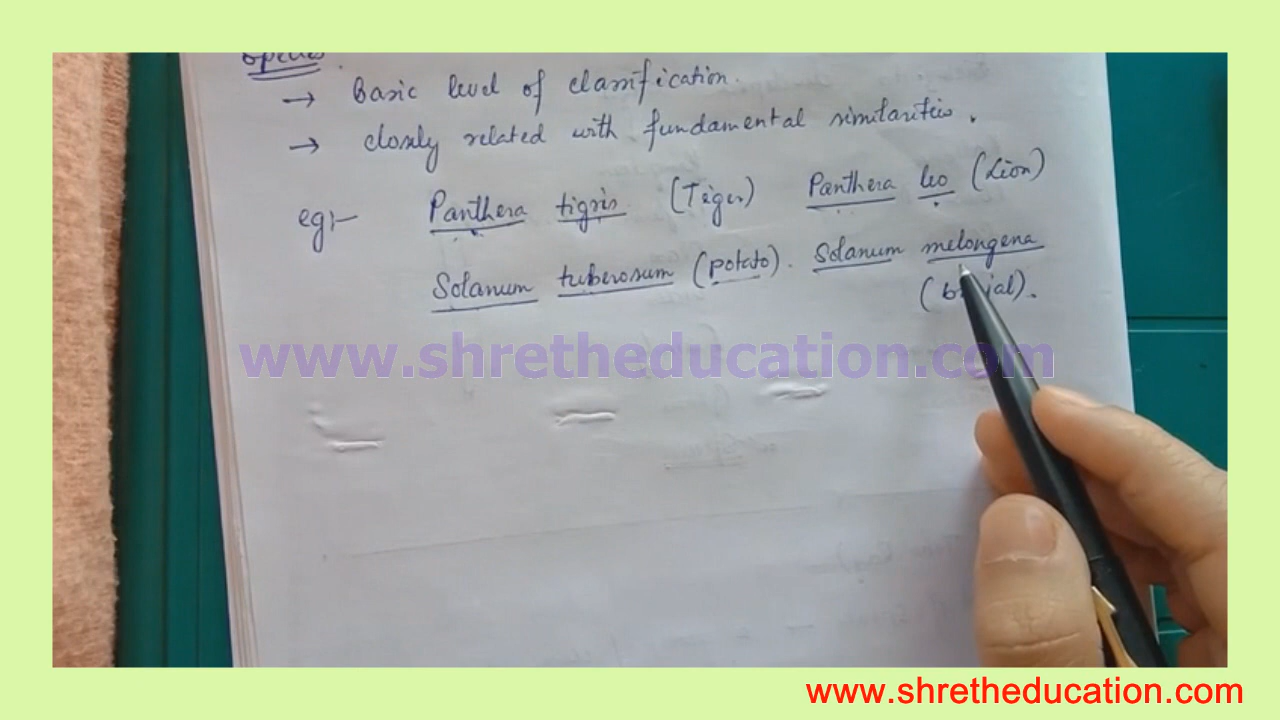 Species.
→ Basic level of classification.
→ closely related with fundamental similarities.
eg:- Panthera tigris (Tiger) Panthera leo (Lion)
Solanum tuberosum (potato). Solanum melongena
www.shretheducation.com
www.shretheducation.com